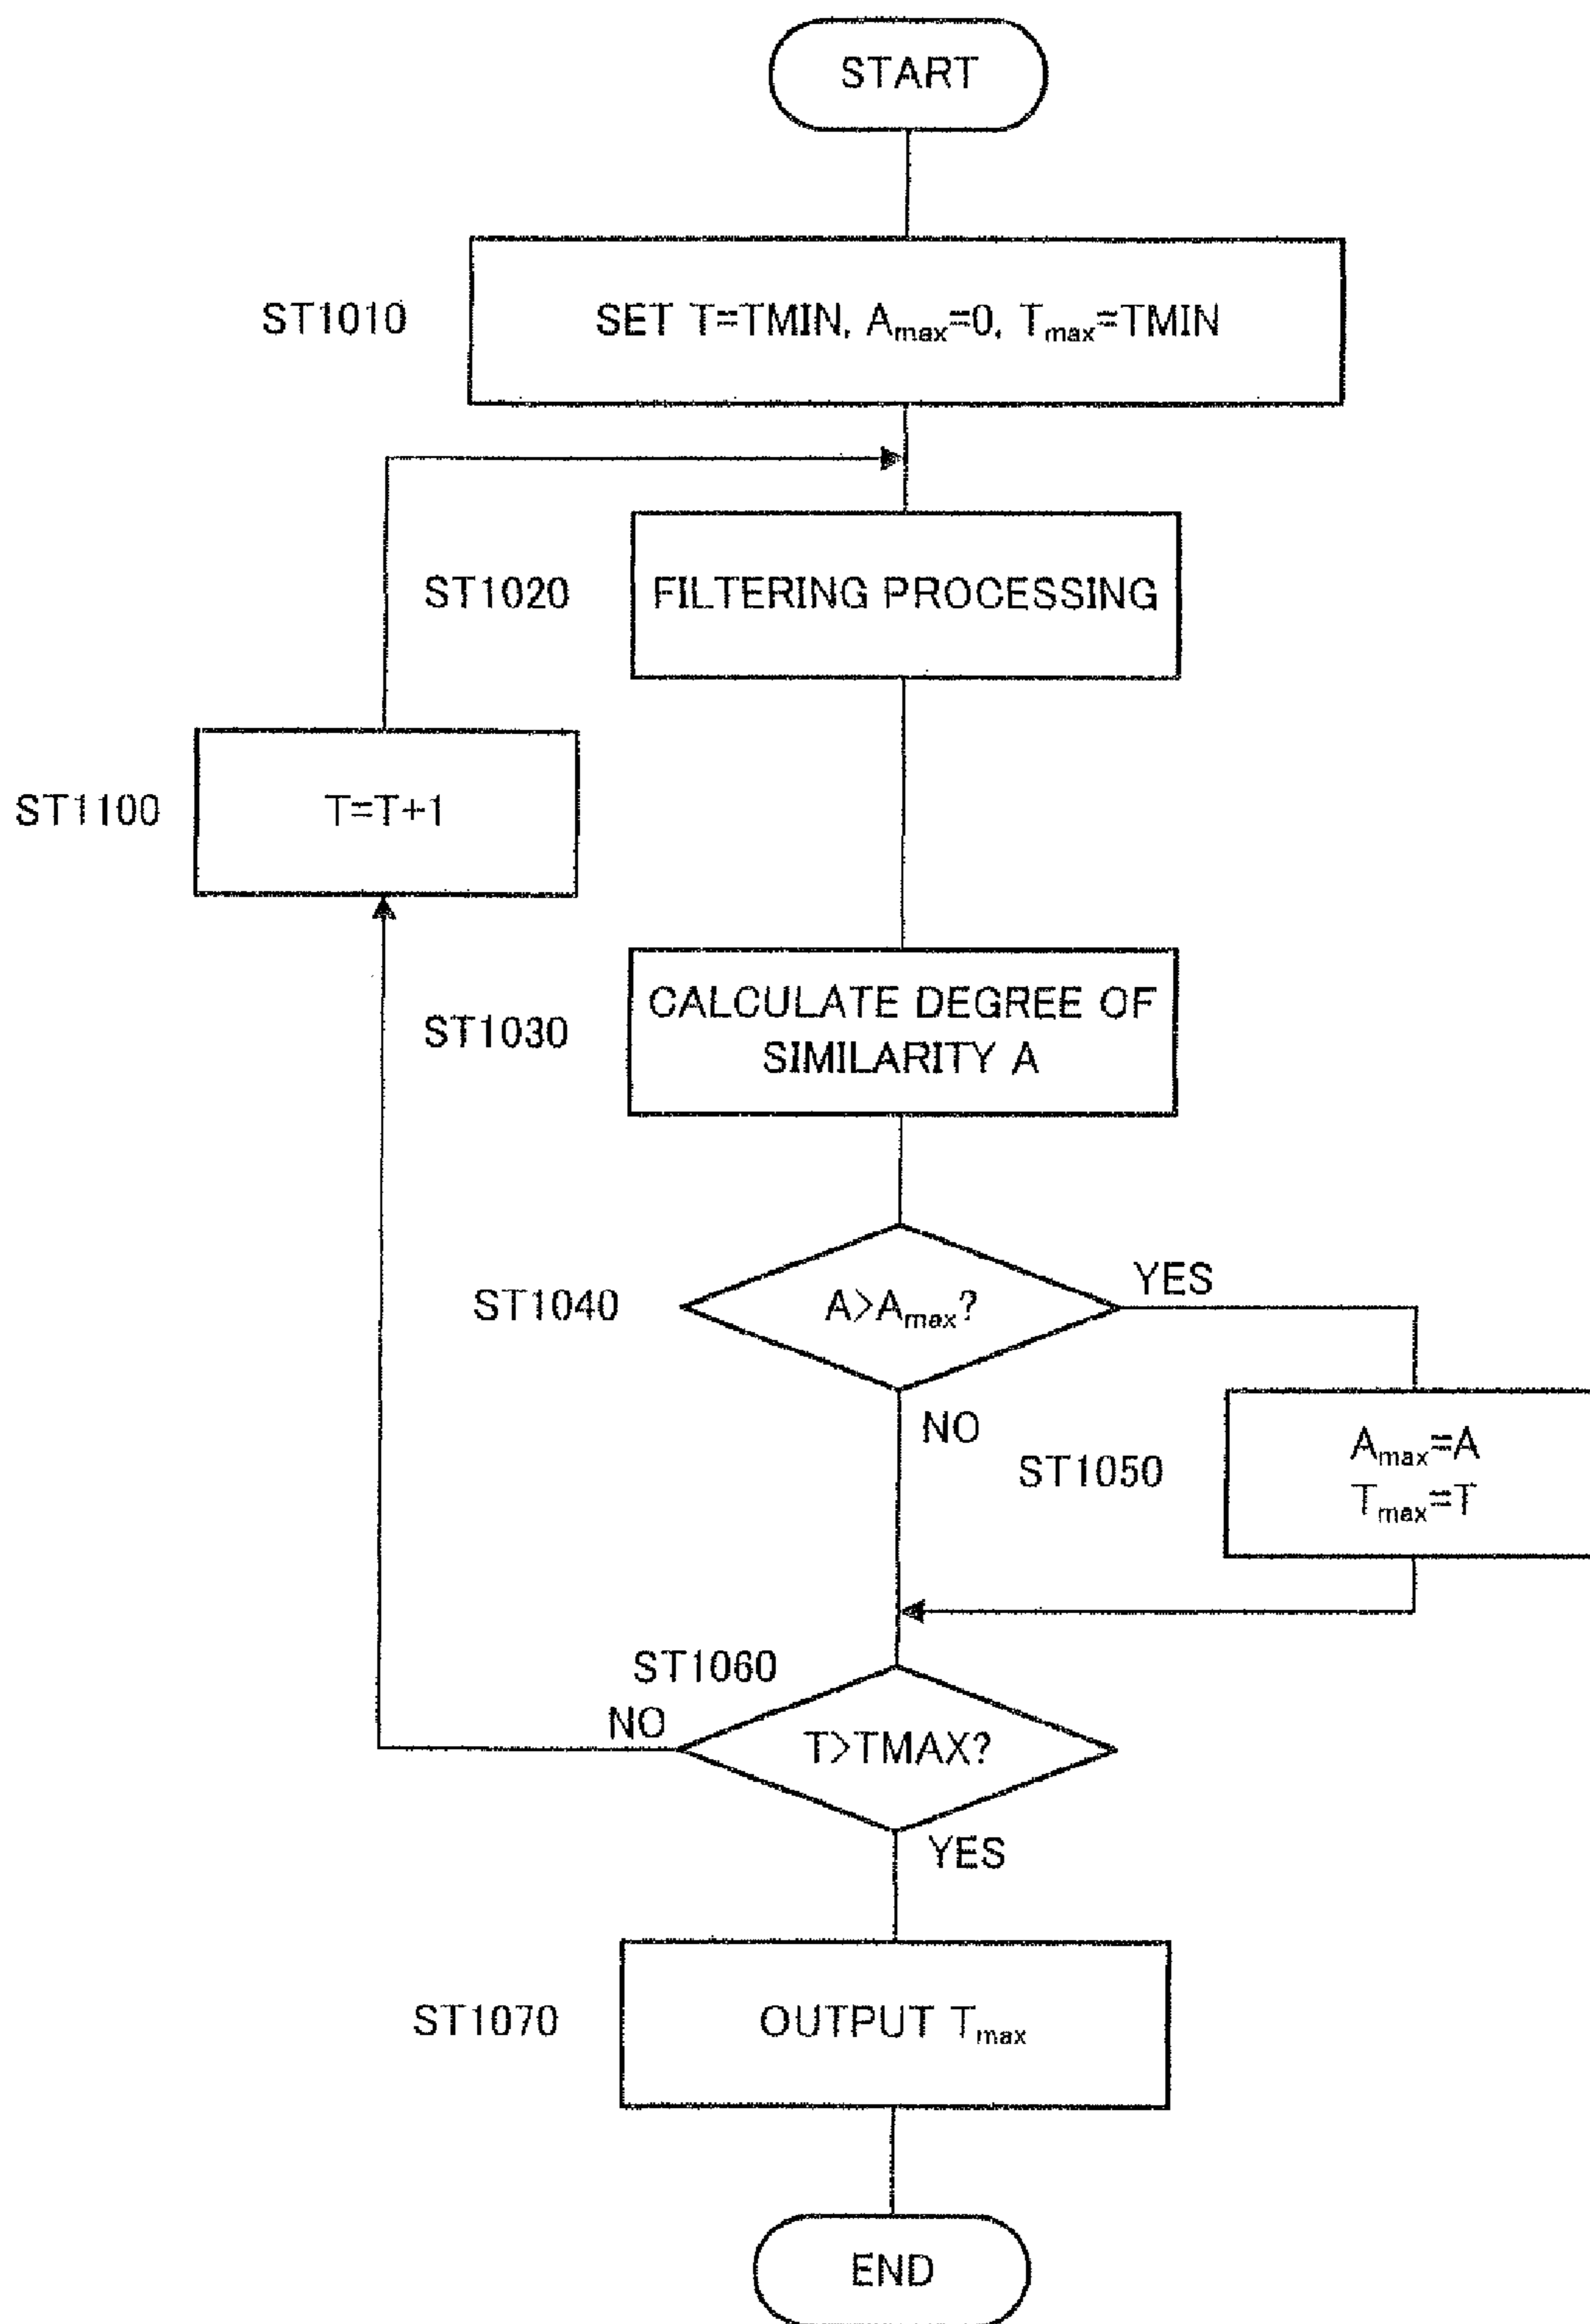 START
ST1010
SET T=TMIN, Amax=0, Tmax=TMIN
ST1020
FILTERING PROCESSING
ST1100
T=T+1
ST1030
CALCULATE DEGREE OF
SIMILARITY A
ST1040
A>Amax?
YES
NO
ST1050
Amax=A
Tmax=T
ST1060
NO
T>TMAX?
YES
ST1070
OUTPUT Tmax
END